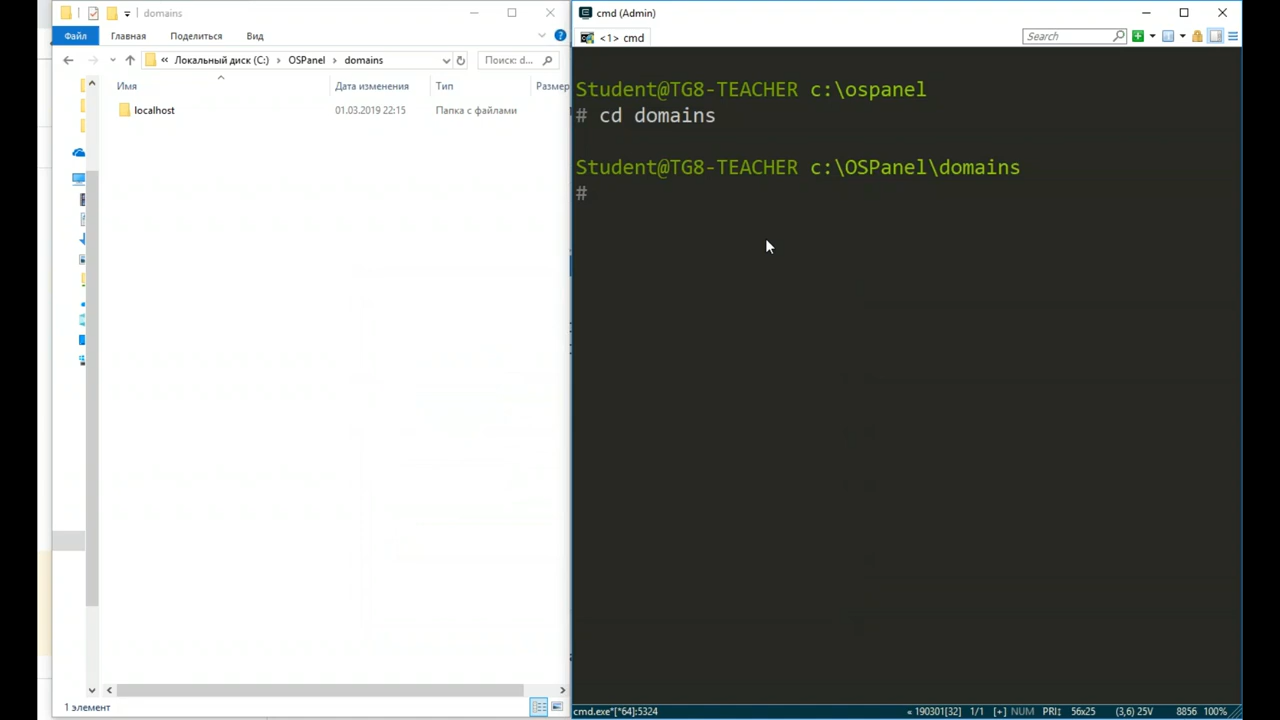 domains
Файл Главная Поделиться Вид
Локальный диск (C:) OSPanel domains
Поиск: d...
Имя Дата изменения Тип Размер
localhost 01.03.2019 22:15 Папка с файлами
1 элемент
cmd (Admin)
<1> cmd
Search
Student@TG8-TEACHER c:\ospanel
# cd domains
Student@TG8-TEACHER c:\OSPanel\domains
#
cmd.exe*[*64]:5324 « 190301[32] 1/1 [+] NUM PRI↕ 56x25 (3,6) 25V 8856 100%